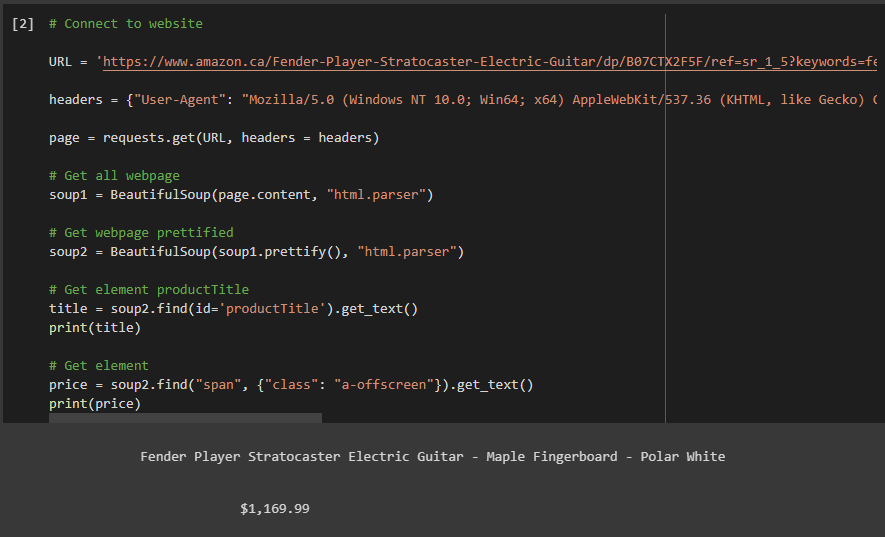 [2] # Connect to website
URL = 'https://www.amazon.ca/Fender-Player-Stratocaster-Electric-Guitar/dp/B07CTX2F5F/ref=sr_1_5?keywords=fe
headers = {"User-Agent": "Mozilla/5.0 (Windows NT 10.0; Win64; x64) AppleWebKit/537.36 (KHTML, like Gecko) C
page = requests.get(URL, headers = headers)
# Get all webpage
soup1 = BeautifulSoup(page.content, "html.parser")
# Get webpage prettified
soup2 = BeautifulSoup(soup1.prettify(), "html.parser")
# Get element productTitle
title = soup2.find(id='productTitle').get_text()
print(title)
# Get element
price = soup2.find("span", {"class": "a-offscreen"}).get_text()
print(price)
Fender Player Stratocaster Electric Guitar - Maple Fingerboard - Polar White
$1,169.99